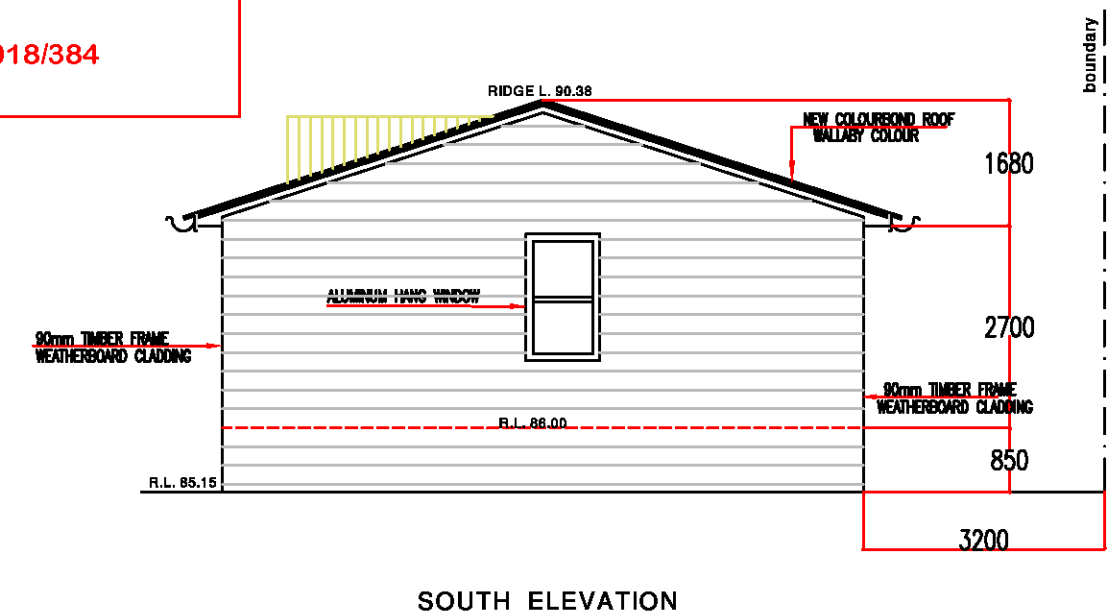 018/384
boundary
RIDGE L. 90.38
NEW COLOURBOND ROOF
WALLABY COLOUR
1680
ALUMINUM HANG WINDOW
2700
90mm TIMBER FRAME
WEATHERBOARD CLADDING
90mm TIMBER FRAME
WEATHERBOARD CLADDING
R.L. 86.00
850
R.L. 85.15
3200
SOUTH ELEVATION